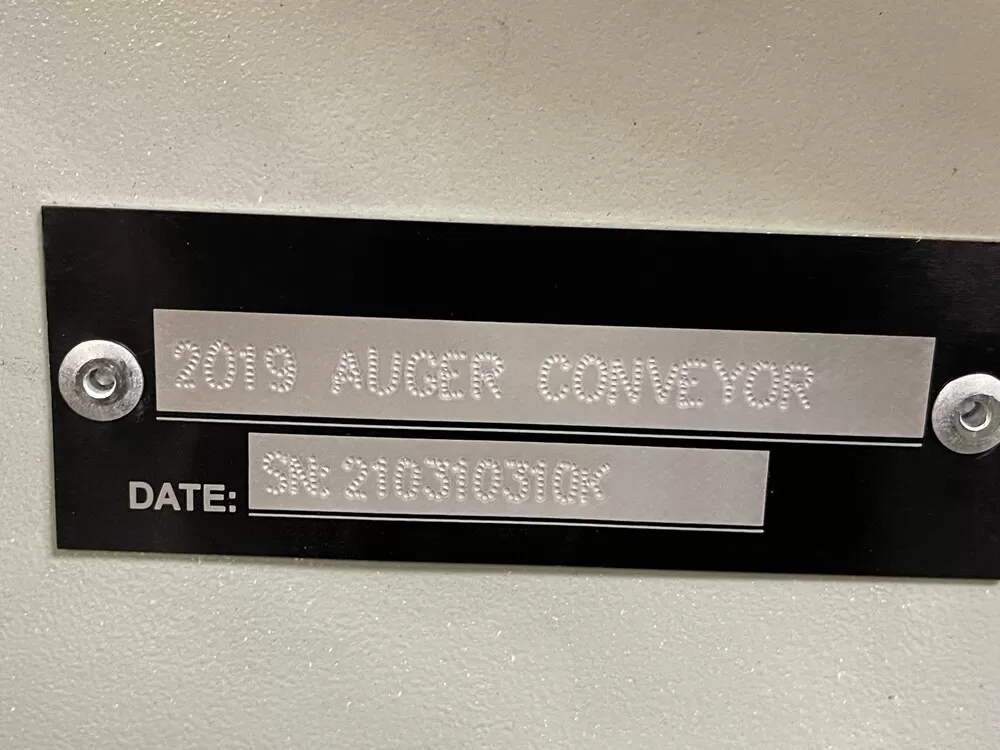 2019 AUGER CONVEYOR
DATE: SN: 210310310K